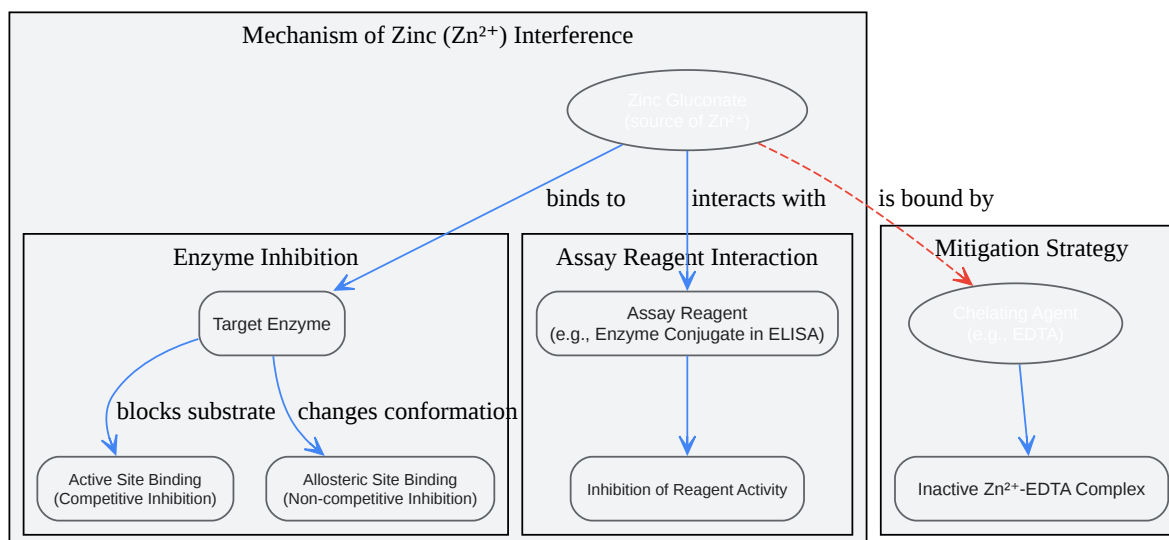 Mechanism of Zinc (Zn²⁺) Interference
Zinc Gluconate
(source of Zn²⁺)
binds to
interacts with
is bound by
Enzyme Inhibition
Assay Reagent Interaction
Mitigation Strategy
Target Enzyme
Assay Reagent
(e.g., Enzyme Conjugate in ELISA)
Chelating Agent
(e.g., EDTA)
blocks substrate
changes conformation
Active Site Binding
(Competitive Inhibition)
Allosteric Site Binding
(Non-competitive Inhibition)
Inhibition of Reagent Activity
Inactive Zn²⁺-EDTA Complex